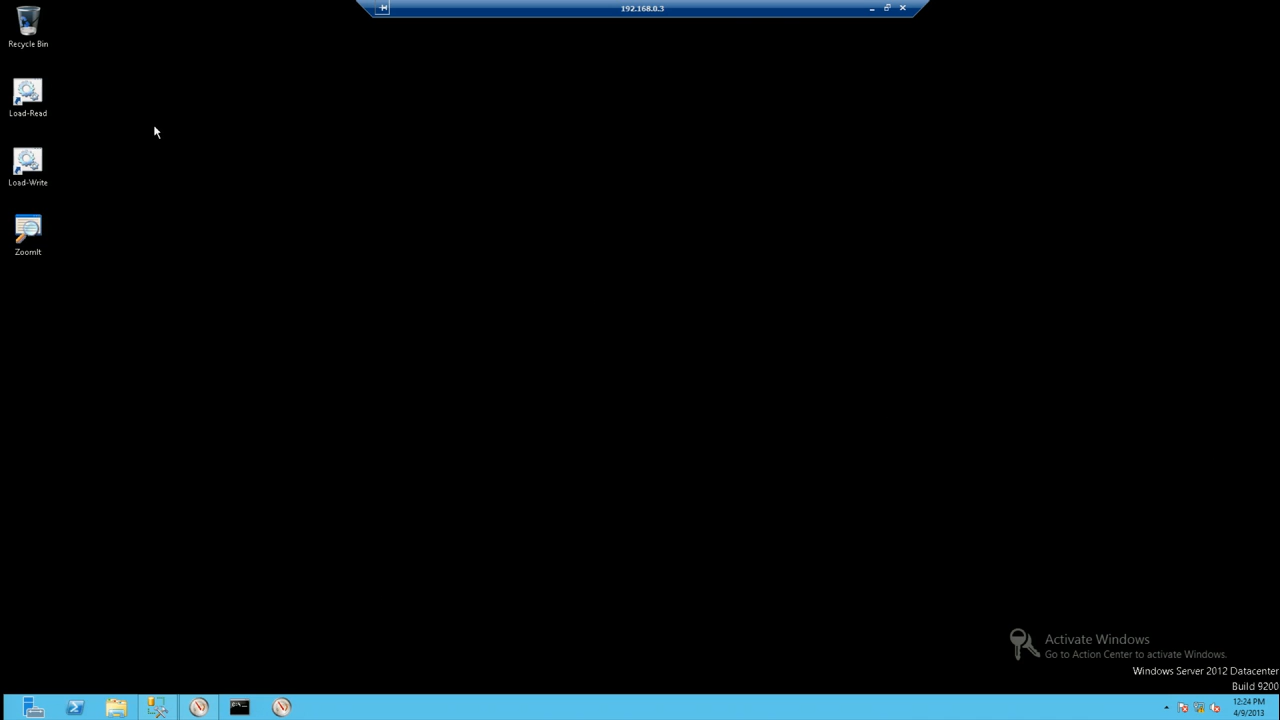 192.168.0.3
Recycle Bin
Load-Read
Load-Write
ZoomIt
Activate Windows
Go to Action Center to activate Windows.
Windows Server 2012 Datacenter
Build 9200
12:24 PM
4/9/2013